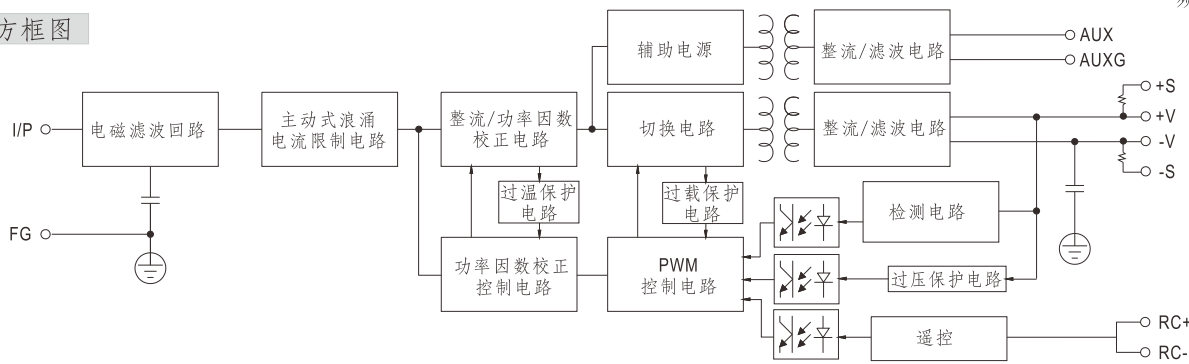 方框图
辅助电源
整流/滤波电路
AUX
AUXG
I/P
电磁滤波回路
主动式浪涌
电流限制电路
整流/功率因数
校正电路
切换电路
整流/滤波电路
+S
+V
-V
-S
过温保护
电路
过载保护
电路
检测电路
FG
功率因数校正
控制电路
PWM
控制电路
过压保护电路
遥控
RC+
RC-